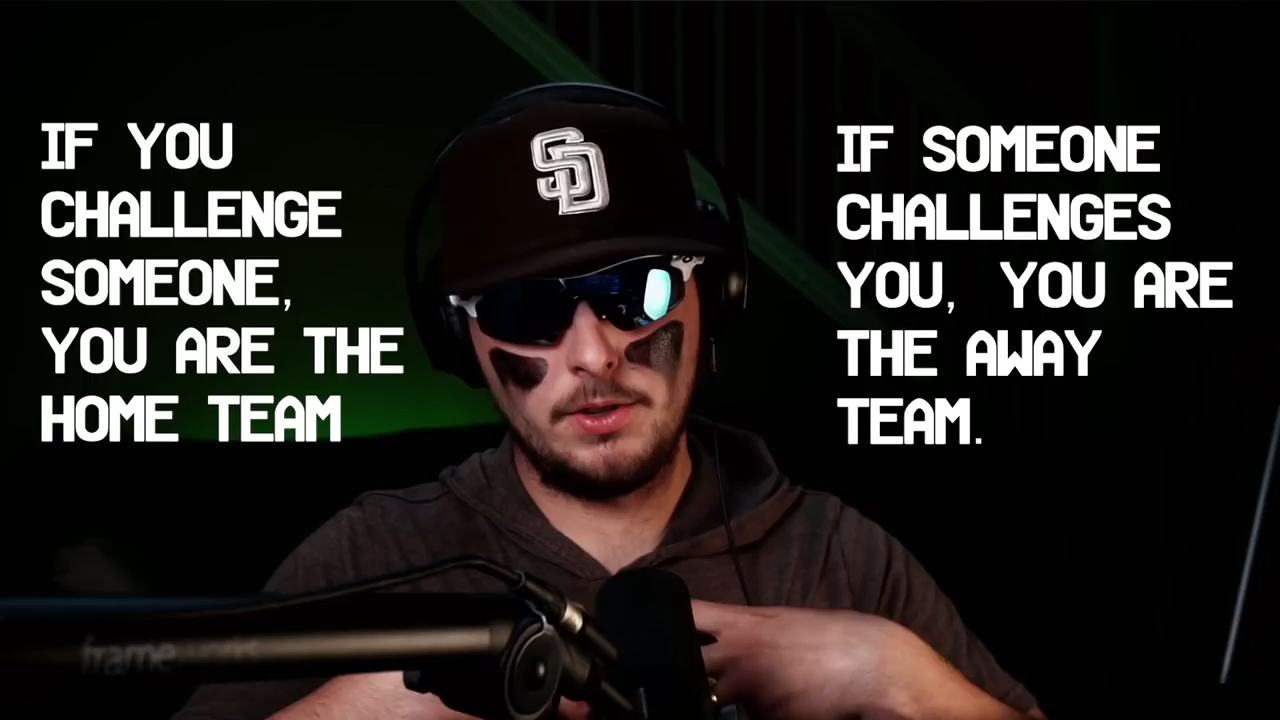 IF YOU
CHALLENGE
SOMEONE,
YOU ARE THE
HOME TEAM
IF SOMEONE
CHALLENGES
YOU, YOU ARE
THE AWAY
TEAM.
SD
frameworks